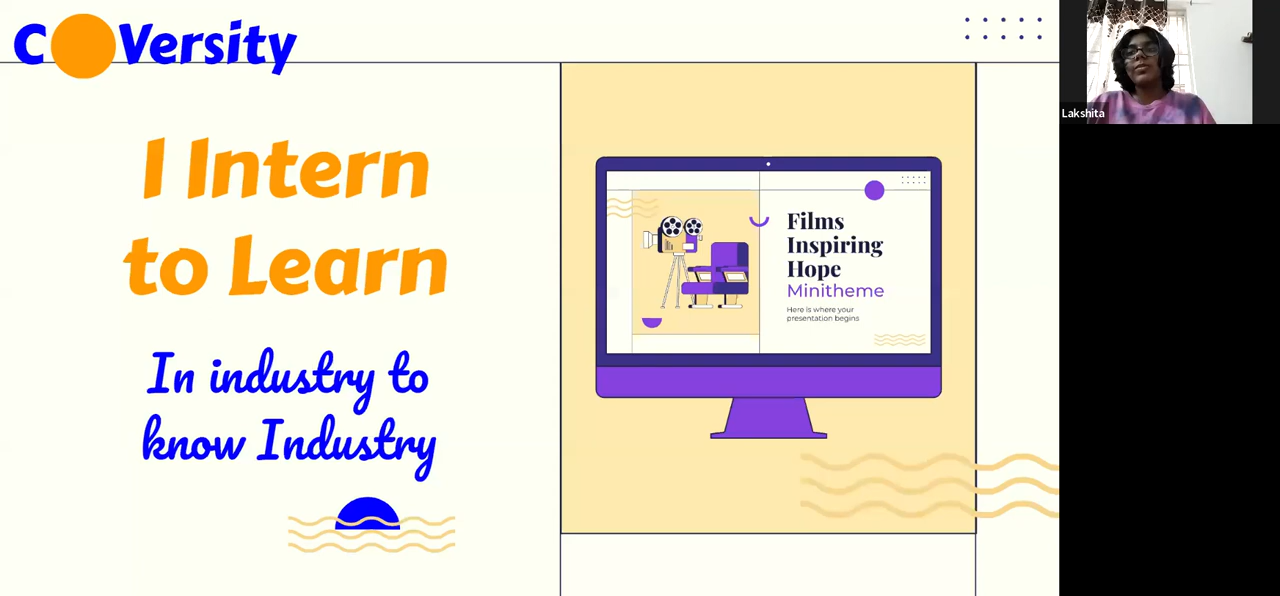 COVersity
I Intern
to Learn
In industry to
know Industry
Films
Inspiring
Hope
Minitheme
Here is where your
presentation begins
Lakshita